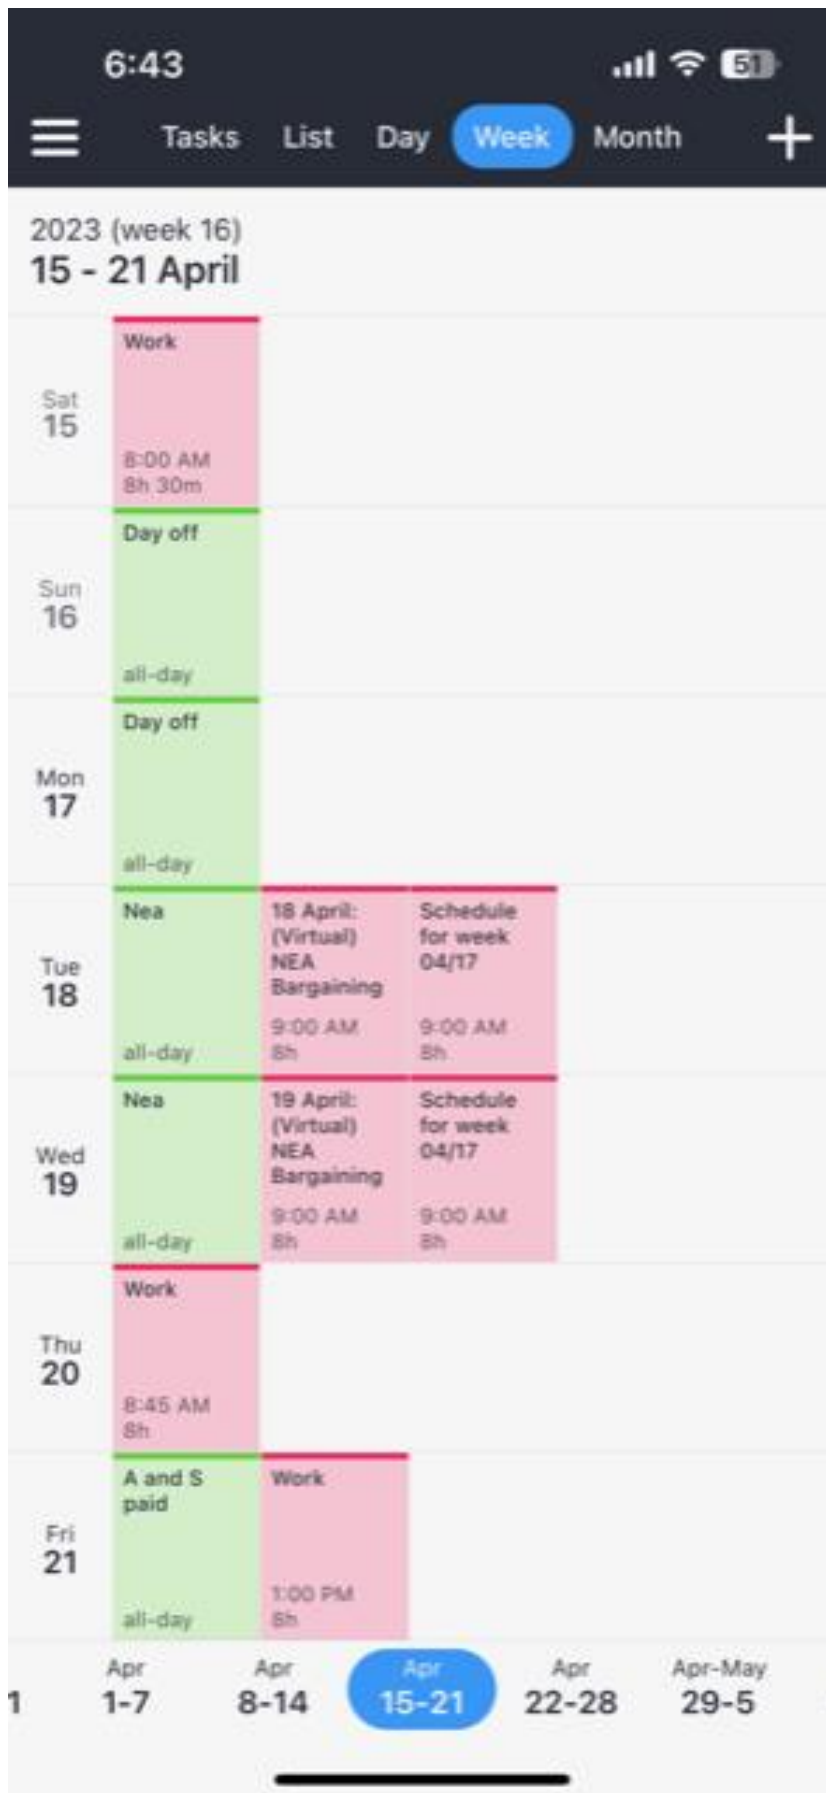 6:43
51
Tasks List Day Week Month
2023 (week 16)
15 - 21 April
Sat
15
Work
8:00 AM
8h 30m
Sun
16
Day off
all-day
Mon
17
Day off
all-day
Tue
18
Nea
all-day
18 April:
(Virtual)
NEA
Bargaining
9:00 AM
8h
Schedule
for week
04/17
9:00 AM
8h
Wed
19
Nea
all-day
19 April:
(Virtual)
NEA
Bargaining
9:00 AM
8h
Schedule
for week
04/17
9:00 AM
8h
Thu
20
Work
8:45 AM
8h
Fri
21
A and S
paid
all-day
Work
1:00 PM
8h
1
Apr
1-7
Apr
8-14
Apr
15-21
Apr
22-28
Apr-May
29-5